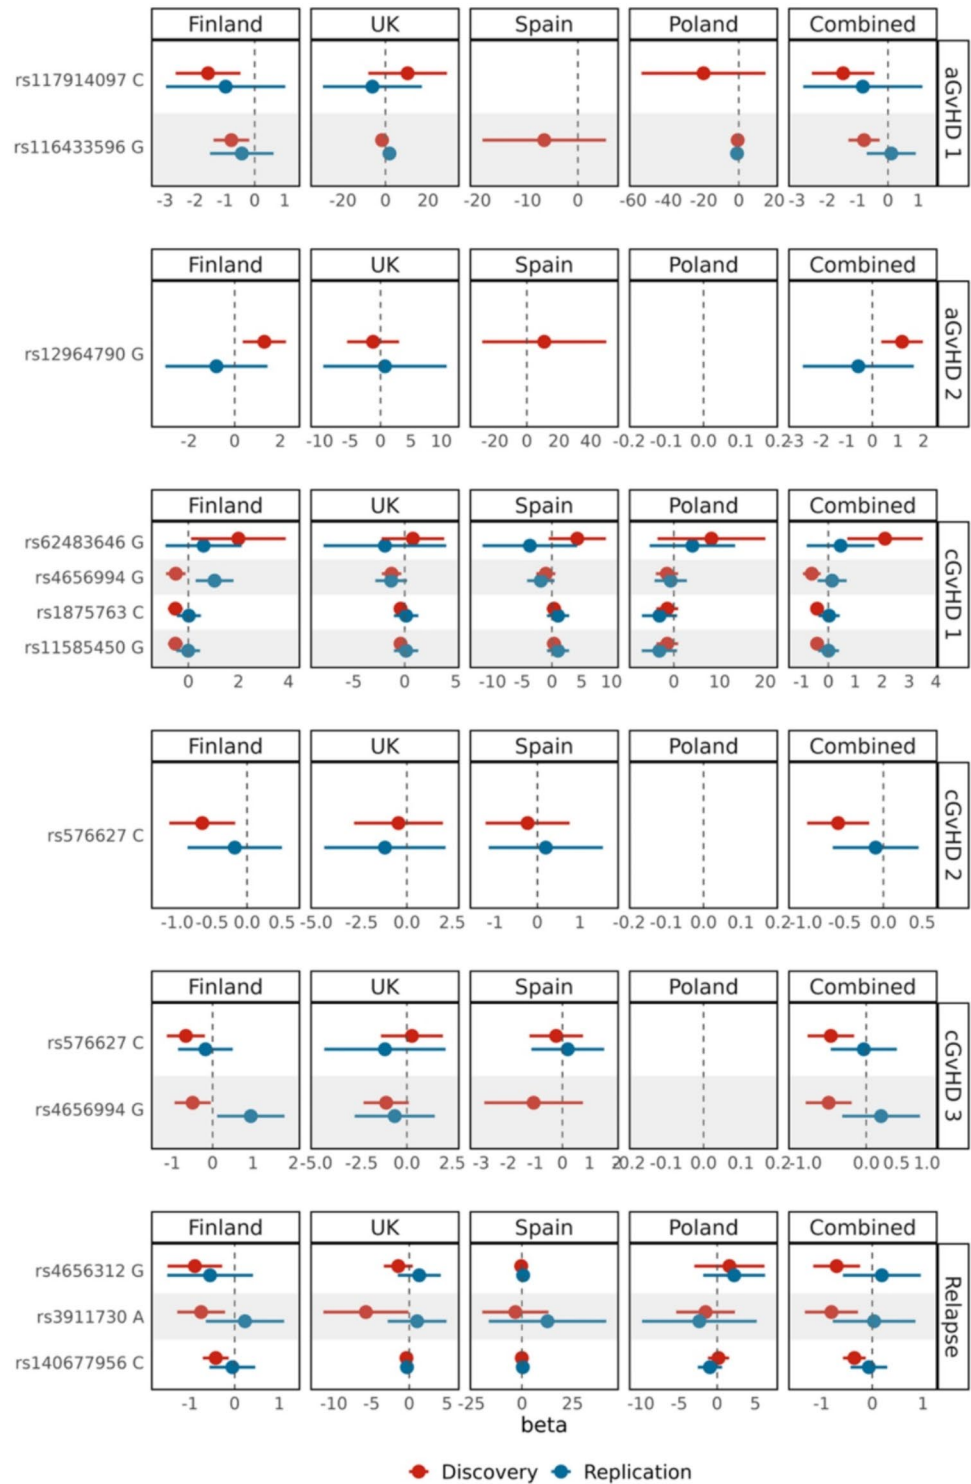 Finland UK Spain Poland Combined
aGvHD 1
rs117914097 C
rs116433596 G
-3 -2 -1 0 1 -20 0 20 -20 -10 0 -60 -40 -20 0 20 -3 -2 -1 0 1
Finland UK Spain Poland Combined
aGvHD 2
rs12964790 G
-2 0 2 -10 -5 0 5 10 -20 0 20 40 -0.2 -0.1 0.0 0.1 0.2 -3 -2 -1 0 1 2
Finland UK Spain Poland Combined
cGvHD 1
rs62483646 G
rs4656994 G
rs1875763 C
rs11585450 G
0 2 4 -5 0 5 -10 -5 0 5 10 0 10 20 -1 0 1 2 3 4
Finland UK Spain Poland Combined
cGvHD 2
rs576627 C
-1.0 -0.5 0.0 0.5 -5.0 -2.5 0.0 2.5 -1 0 1 -0.2 -0.1 0.0 0.1 0.2 -1.0 -0.5 0.0 0.5
Finland UK Spain Poland Combined
cGvHD 3
rs576627 C
rs4656994 G
-1 0 1 2 -5.0 -2.5 0.0 2.5 -3 -2 -1 0 1 2 -0.2 -0.1 0.0 0.1 0.2 -1.0 -0.5 0.0 0.5 1.0
Finland UK Spain Poland Combined
Relapse
rs4656312 G
rs3911730 A
rs140677956 C
-1 0 1 -10 -5 0 5 -25 0 25 -10 -5 0 5 -1 0 1
beta
Discovery Replication